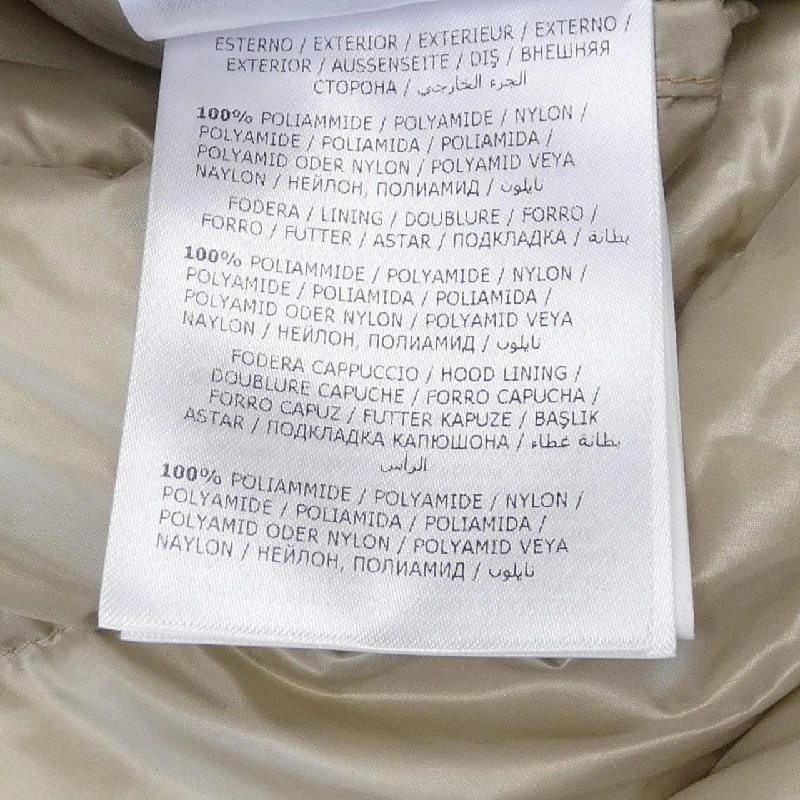 ESTERNO / EXTERIOR / EXTERIEUR / EXTERNO /
EXTERIOR / AUSSENSEITE / DIŞ / ВНЕШНЯЯ
СТОРОНА / الجزء الخارجي
100% POLIAMMIDE / POLYAMIDE / NYLON /
POLYAMIDE / POLIAMIDA / POLIAMIDA /
POLYAMID ODER NYLON / POLYAMID VEYA
NAYLON / НЕЙЛОН, ПОЛИАМИД / نايلون
FODERA / LINING / DOUBLURE / FORRO /
FORRO / FUTTER / ASTAR / ПОДКЛАДКА / بطانة
100% POLIAMMIDE / POLYAMIDE / NYLON /
POLYAMIDE / POLIAMIDA / POLIAMIDA /
POLYAMID ODER NYLON / POLYAMID VEYA
NAYLON / НЕЙЛОН, ПОЛИАМИД / نايلون
FODERA CAPPUCCIO / HOOD LINING /
DOUBLURE CAPUCHE / FORRO CAPUCHA /
FORRO CAPUZ / FUTTER KAPUZE / BAŞLIK
ASTAR / ПОДКЛАДКА КАПЮШОНА / بطانة غطاء
الرأس
100% POLIAMMIDE / POLYAMIDE / NYLON /
POLYAMIDE / POLIAMIDA / POLIAMIDA /
POLYAMID ODER NYLON / POLYAMID VEYA
NAYLON / НЕЙЛОН, ПОЛИАМИД / نايلون